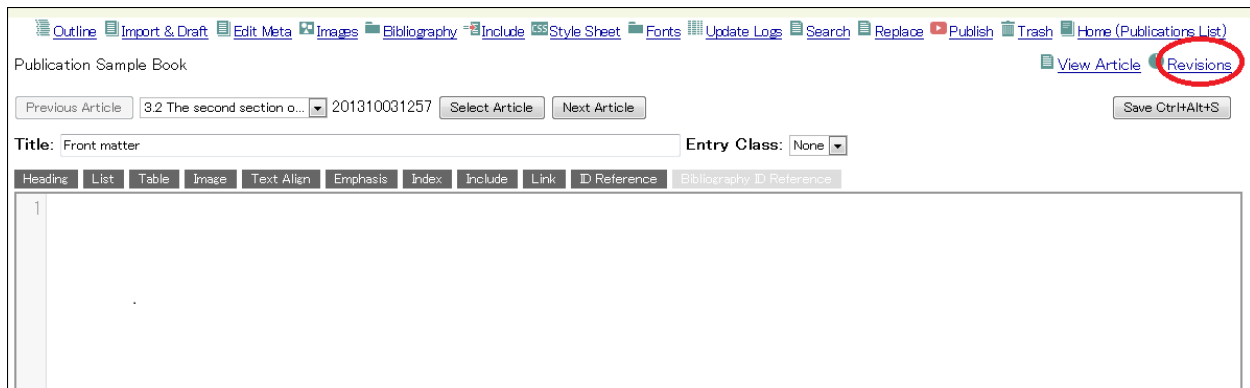 Outline Import & Draft Edit Meta Images Bibliography Include CSS Style Sheet Fonts Update Logs Search Replace Publish Trash Home (Publications List)
Publication Sample Book View Article Revisions
Previous Article 3.2 The second section o... 201310031257 Select Article Next Article Save Ctrl+Alt+S
Title: Front matter Entry Class: None
Heading List Table Image Text Align Emphasis Index Include Link ID Reference Bibliography ID Reference
1